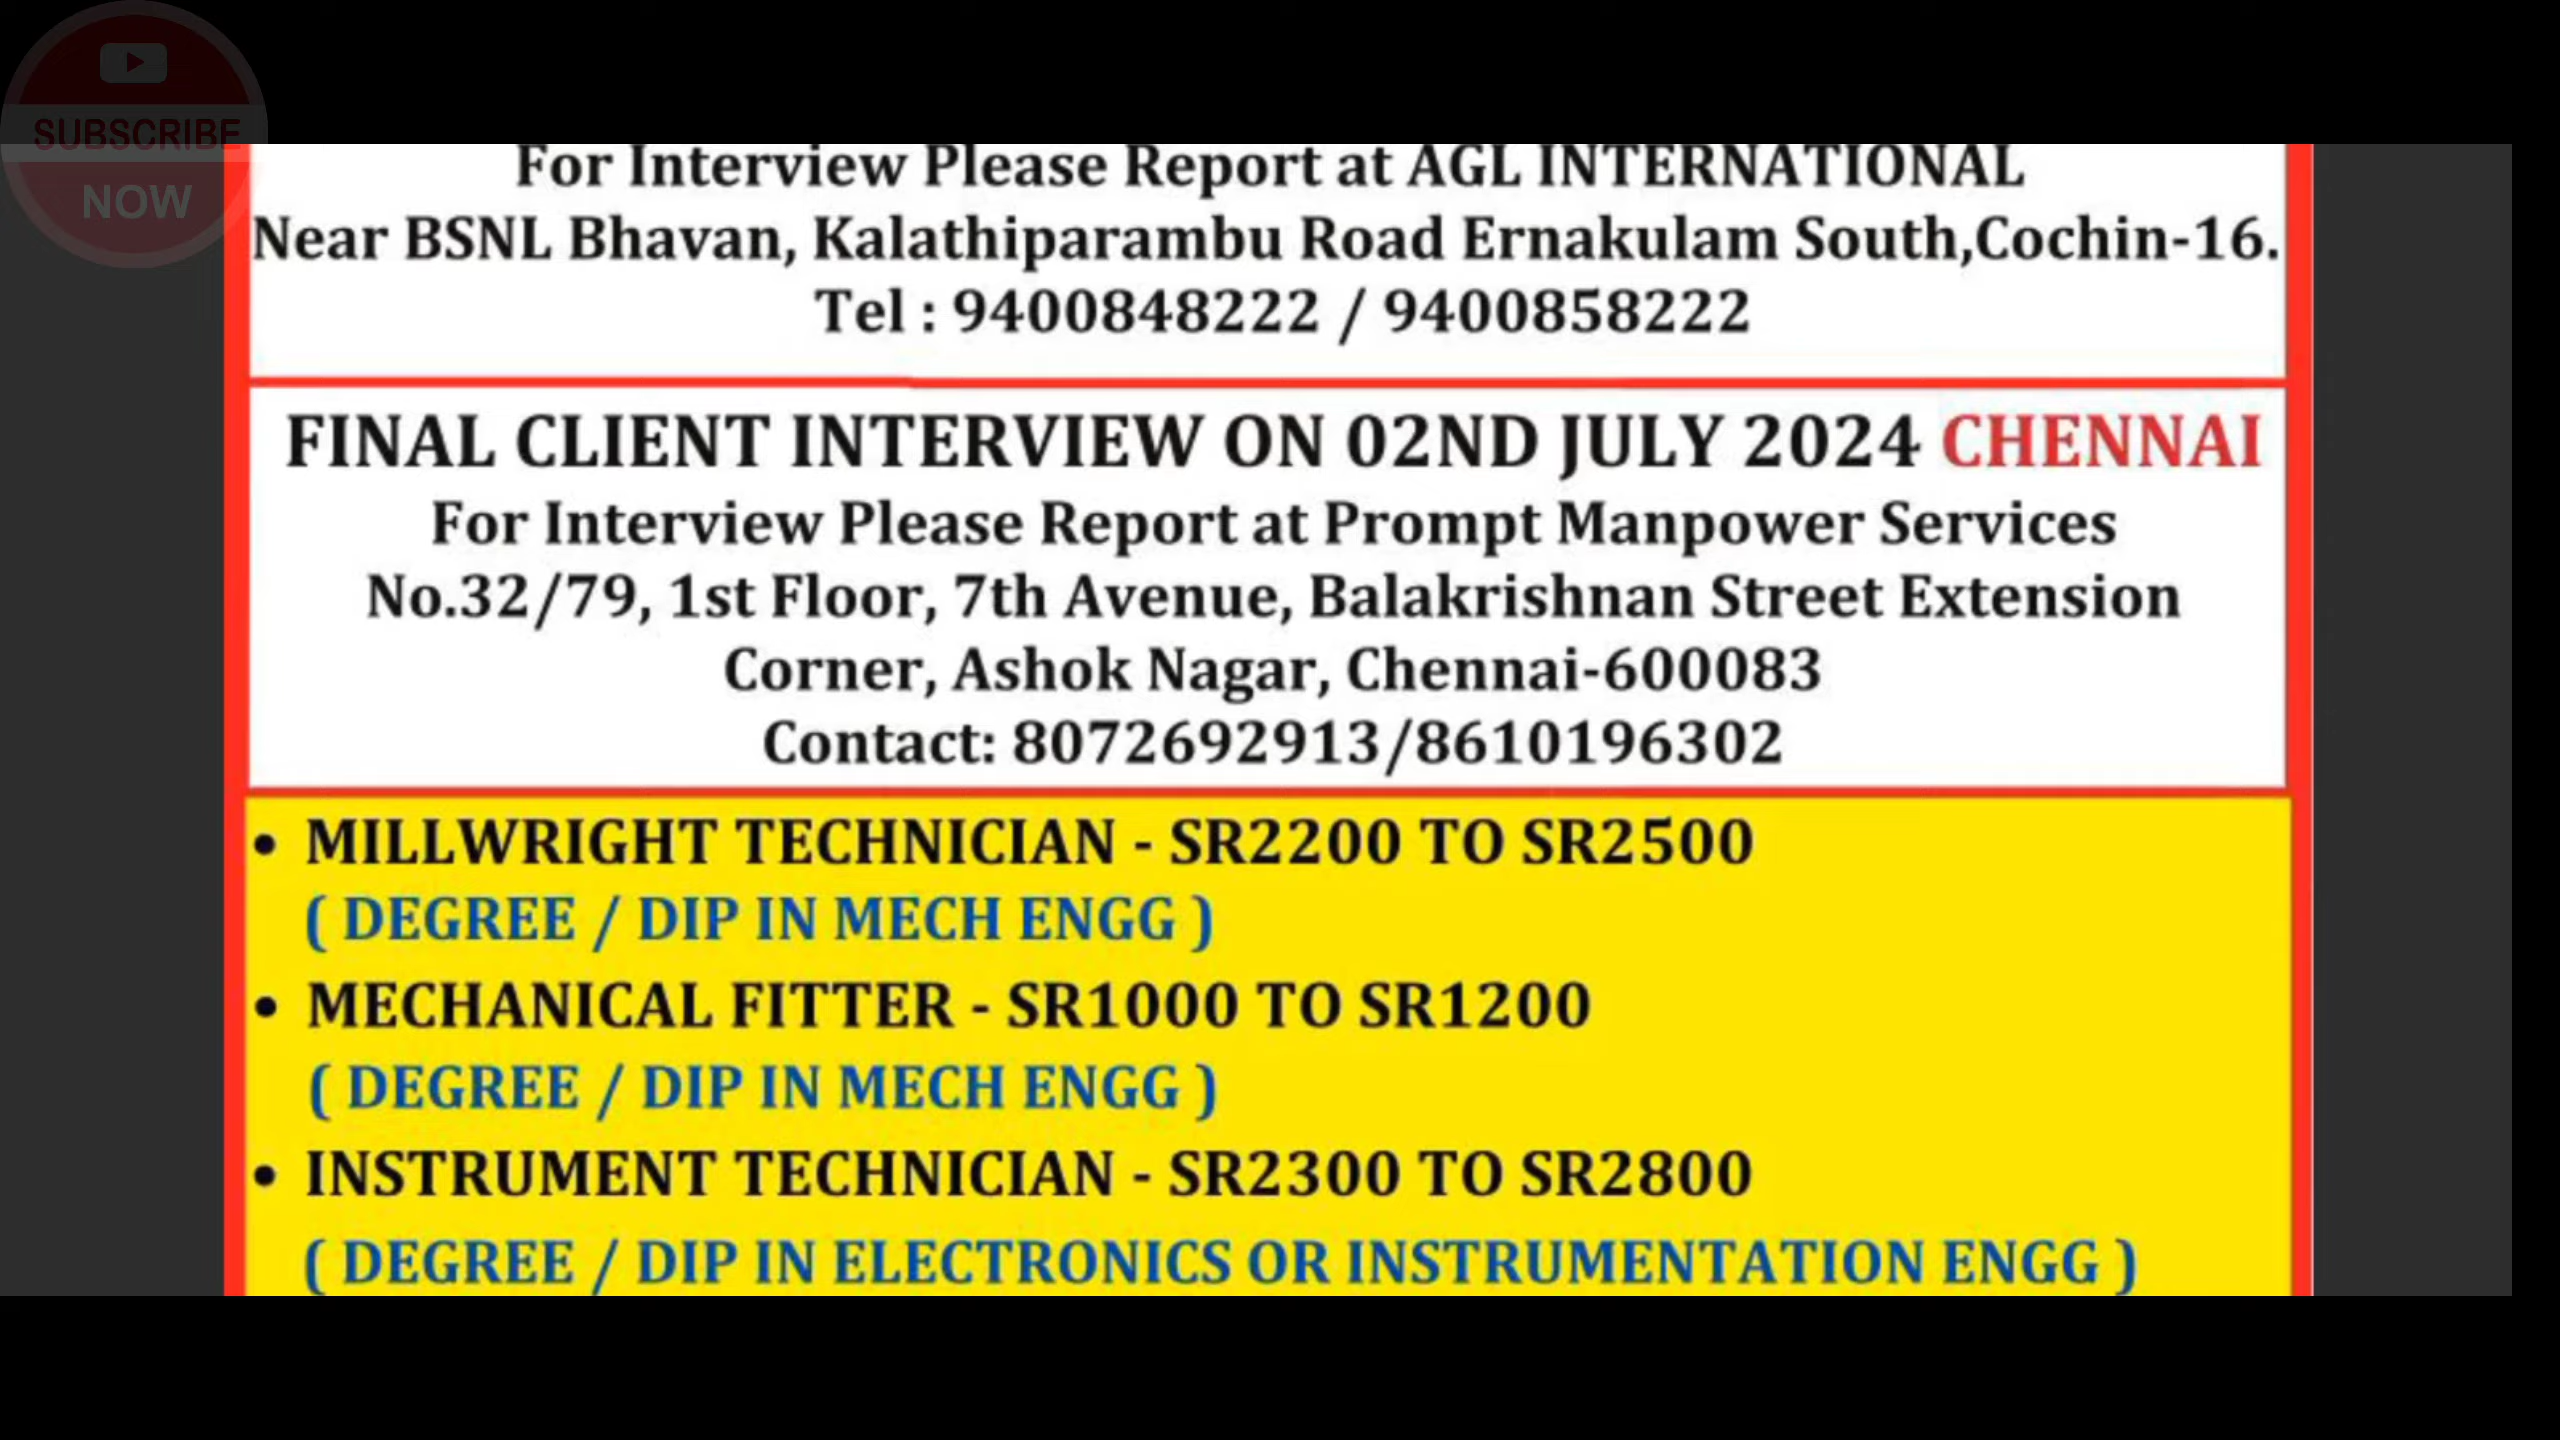 SUBSCRIBE
NOW
For Interview Please Report at AGL INTERNATIONAL
Near BSNL Bhavan, Kalathiparambu Road Ernakulam South,Cochin-16.
Tel : 9400848222 / 9400858222
FINAL CLIENT INTERVIEW ON 02ND JULY 2024 CHENNAI
For Interview Please Report at Prompt Manpower Services
No.32/79, 1st Floor, 7th Avenue, Balakrishnan Street Extension
Corner, Ashok Nagar, Chennai-600083
Contact: 8072692913/8610196302
• MILLWRIGHT TECHNICIAN - SR2200 TO SR2500
( DEGREE / DIP IN MECH ENGG )
• MECHANICAL FITTER - SR1000 TO SR1200
( DEGREE / DIP IN MECH ENGG )
• INSTRUMENT TECHNICIAN - SR2300 TO SR2800
( DEGREE / DIP IN ELECTRONICS OR INSTRUMENTATION ENGG )